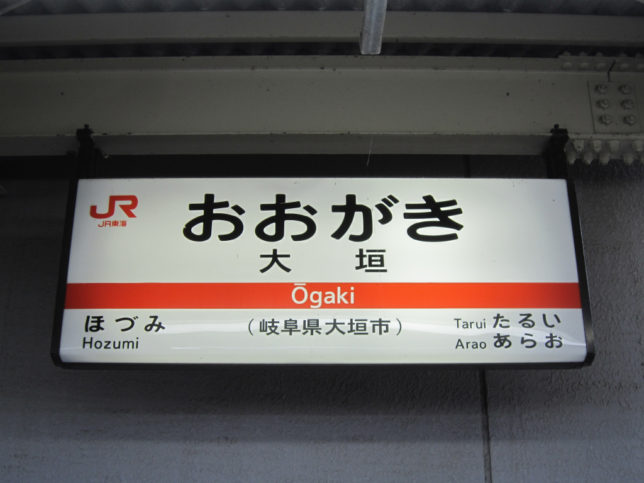 JR
JR東海
おおがき
大垣
Ōgaki
ほづみ
Hozumi
(岐阜県大垣市)
Tarui たるい
Arao あらお